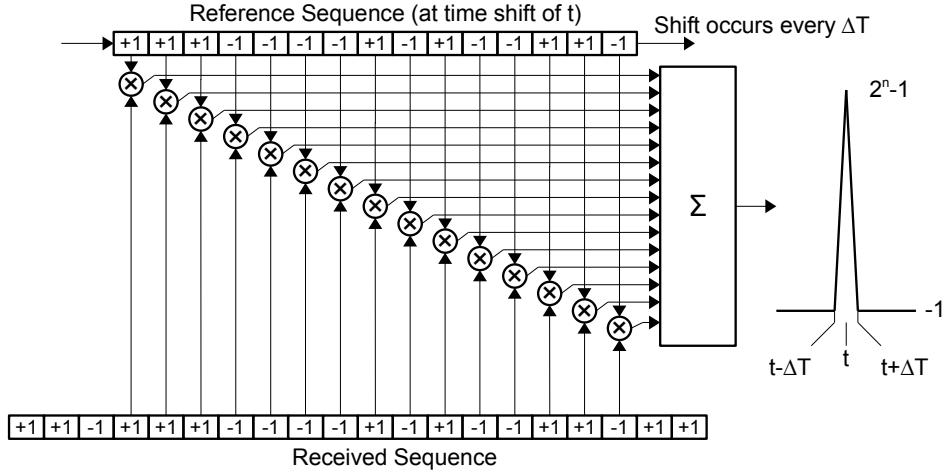 Reference Sequence (at time shift of t)
Shift occurs every ΔT
+1 +1 +1 -1 -1 -1 -1 +1 -1 +1 -1 -1 +1 +1 -1
2ⁿ-1
Σ
-1
t-ΔT t t+ΔT
+1 +1 -1 +1 +1 +1 -1 -1 -1 -1 +1 -1 +1 -1 -1 +1 +1 -1 +1 +1
Received Sequence